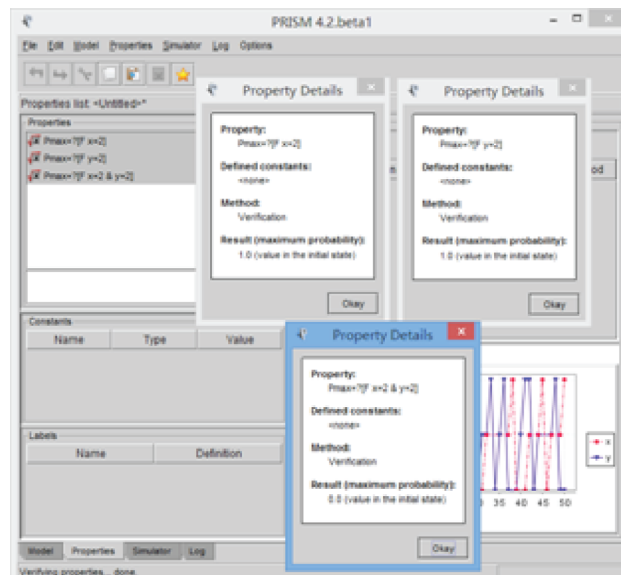 PRISM 4.2.beta1
File Edit Model Properties Simulator Log Options
Properties list: <Untitled>*
Properties
Pmax=?[F x=2]
Pmax=?[F y=2]
Pmax=?[F x=2 & y=2]
Property Details
Property:
Pmax=?[F x=2]
Defined constants:
<none>
Method:
Verification
Result (maximum probability):
1.0 (value in the initial state)
Okay
Property Details
Property:
Pmax=?[F y=2]
Defined constants:
<none>
Method:
Verification
Result (maximum probability):
1.0 (value in the initial state)
Okay
Constants
Name Type Value
Property Details
Property:
Pmax=?[F x=2 & y=2]
Defined constants:
<none>
Method:
Verification
Result (maximum probability):
0.0 (value in the initial state)
Okay
Labels
Name Definition
x
y
35 40 45 50
Model Properties Simulator Log
Verifying properties... done.